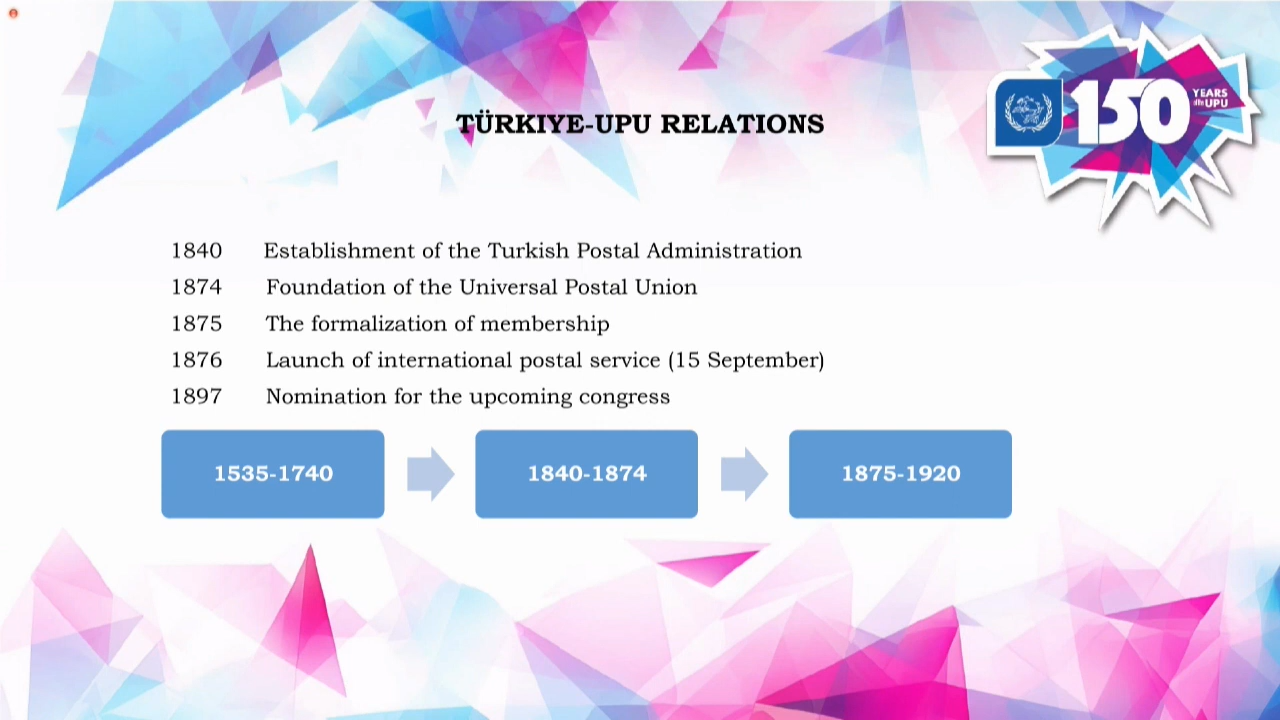 TÜRKIYE-UPU RELATIONS
150 YEARS
of the UPU
1840 Establishment of the Turkish Postal Administration
1874 Foundation of the Universal Postal Union
1875 The formalization of membership
1876 Launch of international postal service (15 September)
1897 Nomination for the upcoming congress
1535-1740
1840-1874
1875-1920